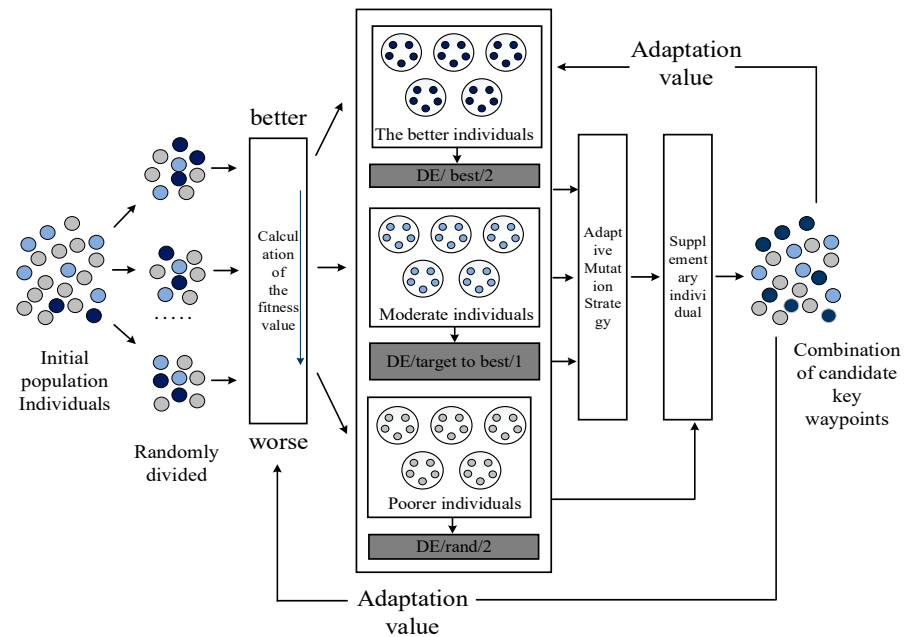 Initial
population
Individuals
.....
Randomly
divided
better
Calcul
ation
of
the
fitness
value
worse
The better individuals
DE/ best/2
Moderate individuals
DE/target to best/1
Poorer individuals
DE/rand/2
Adapt
ive
Mutat
ion
Strate
gy
Suppl
ement
ary
individ
ual
Adaptation
value
Combination
of candidate
key
waypoints
Adaptation
value